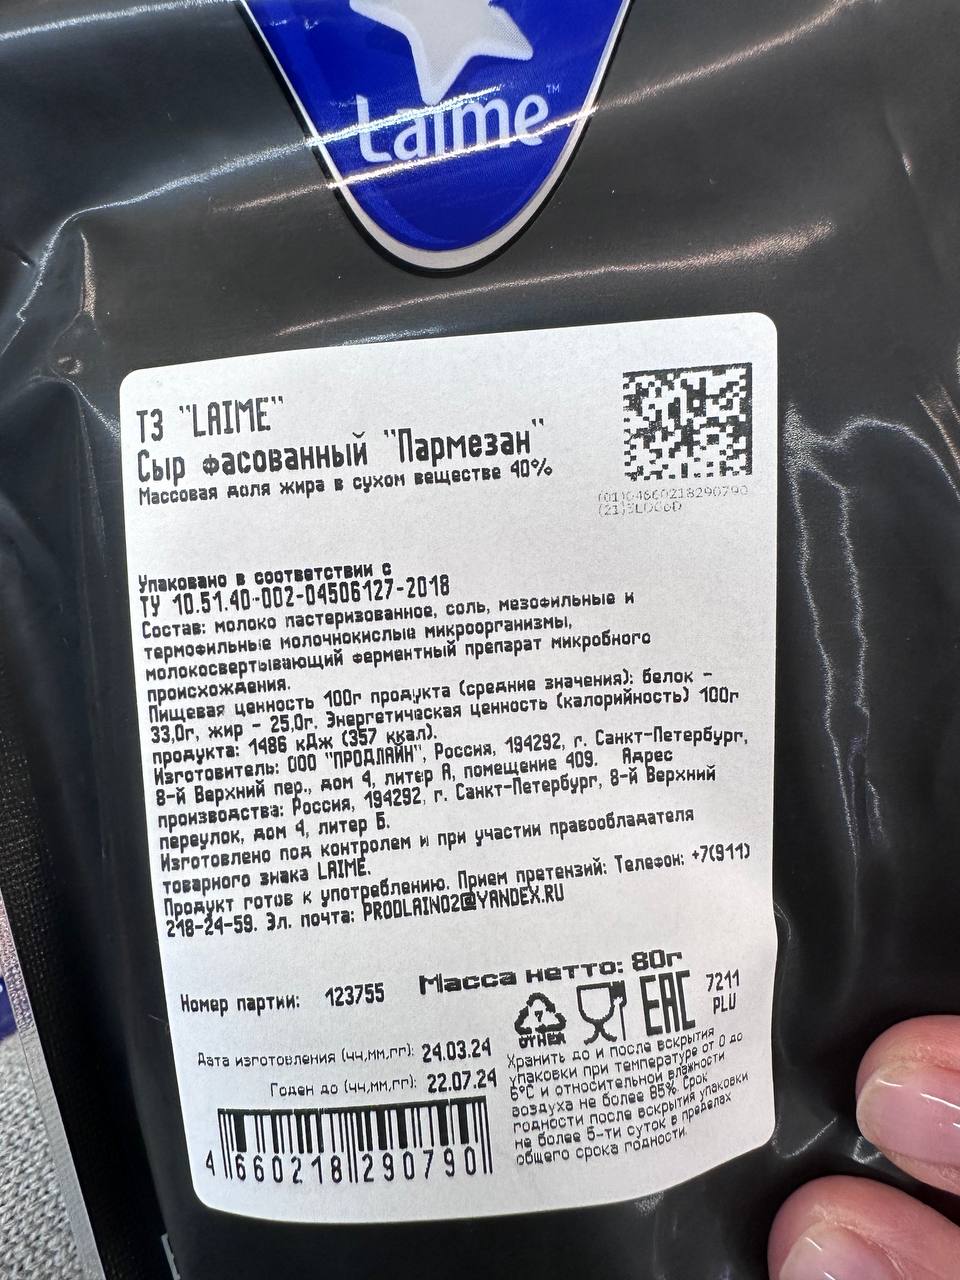 Laime™
ТЗ "LAIME"
Сыр фасованный "Пармезан"
Массовая доля жира в сухом веществе 40%
(01)04660218290790
Упаковано в соответствии с
ТУ 10.51.40-002-04506127-2018
Состав: молоко пастеризованное, соль, мезофильные и
термофильные молочнокислые микроорганизмы,
молокосвертывающий ферментный препарат микробного
происхождения.
Пищевая ценность 100г продукта (средние значения): белок -
33,0г, жир - 25,0г. Энергетическая ценность (калорийность) 100г
продукта: 1486 кДж (357 ккал).
Изготовитель: ООО "ПРОДЛАЙН", Россия, 194292, г. Санкт-Петербург,
8-й Верхний пер., дом 4, литер А, помещение 409. Адрес
производства: Россия, 194292, г. Санкт-Петербург, 8-й Верхний
переулок, дом 4, литер Б.
Изготовлено под контролем и при участии правообладателя
товарного знака LAIME.
Продукт готов к употреблению. Прием претензий: Телефон: +7(911)
218-24-59. Эл. почта: PRODLAIN02@YANDEX.RU
Масса нетто: 80г
Номер партии: 123755
7
OTHER
EAC
7211
PLU
Дата изготовления (чч,мм,гг): 24.03.24
Годен до (чч,мм,гг): 22.07.24
Хранить до и после вскрытия
упаковки при температуре от 0 до
6°С и относительной влажности
воздуха не более 85%. Срок
годности после вскрытия упаковки
не более 5-ти суток в пределах
общего срока годности.
4 660218 290790